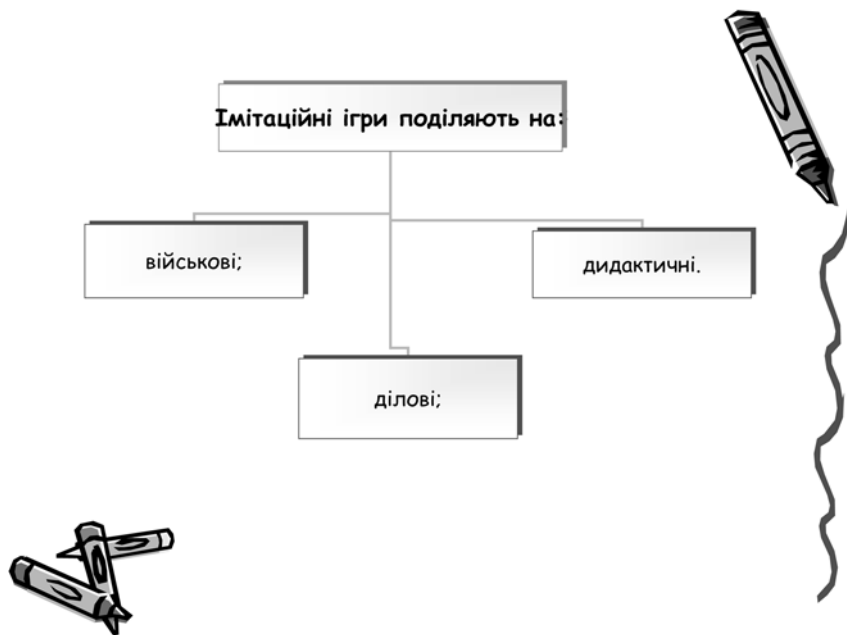 Імітаційні ігри поділяють на:
військові;
дидактичні.
ділові;